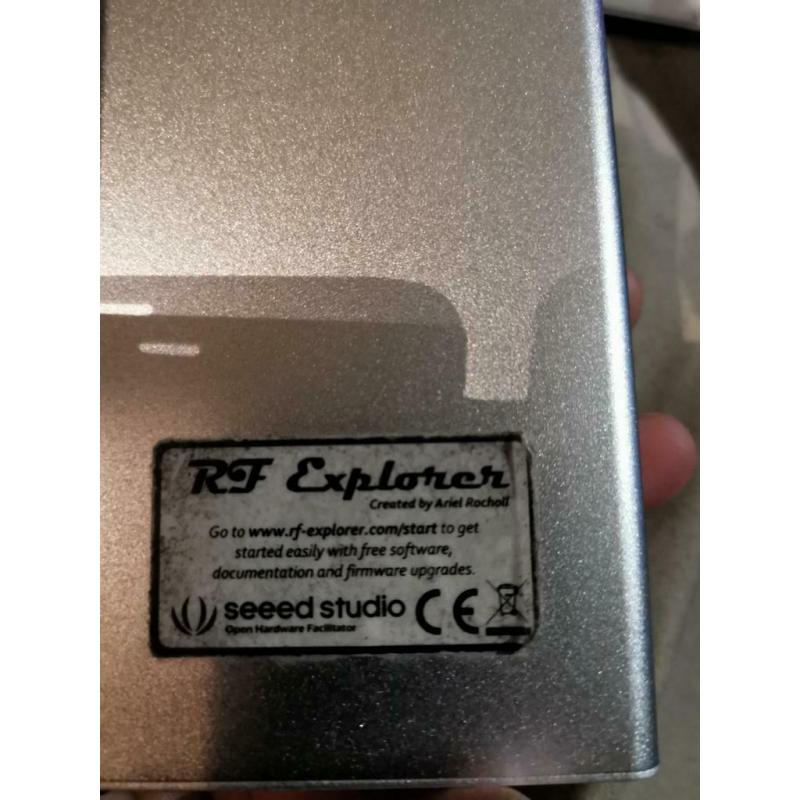 RF Explorer
Created by Ariel Rocholl
Go to www.rf-explorer.com/start to get
started easily with free software,
documentation and firmware upgrades.
seeed studio CE
Open Hardware Facilitator